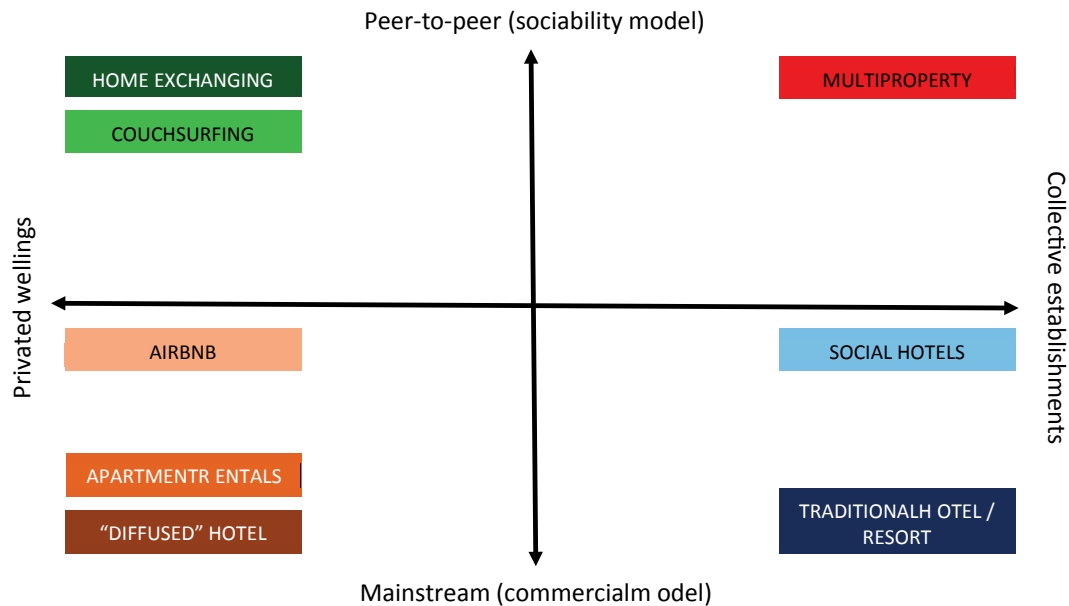 Peer-to-peer (sociability model)
HOME EXCHANGING
MULTIPROPERTY
COUCHSURFING
Privated wellings
Collective establishments
AIRBNB
SOCIAL HOTELS
APARTMENTR ENTALS
"DIFFUSED" HOTEL
TRADITIONALH OTEL /
RESORT
Mainstream (commercialm odel)